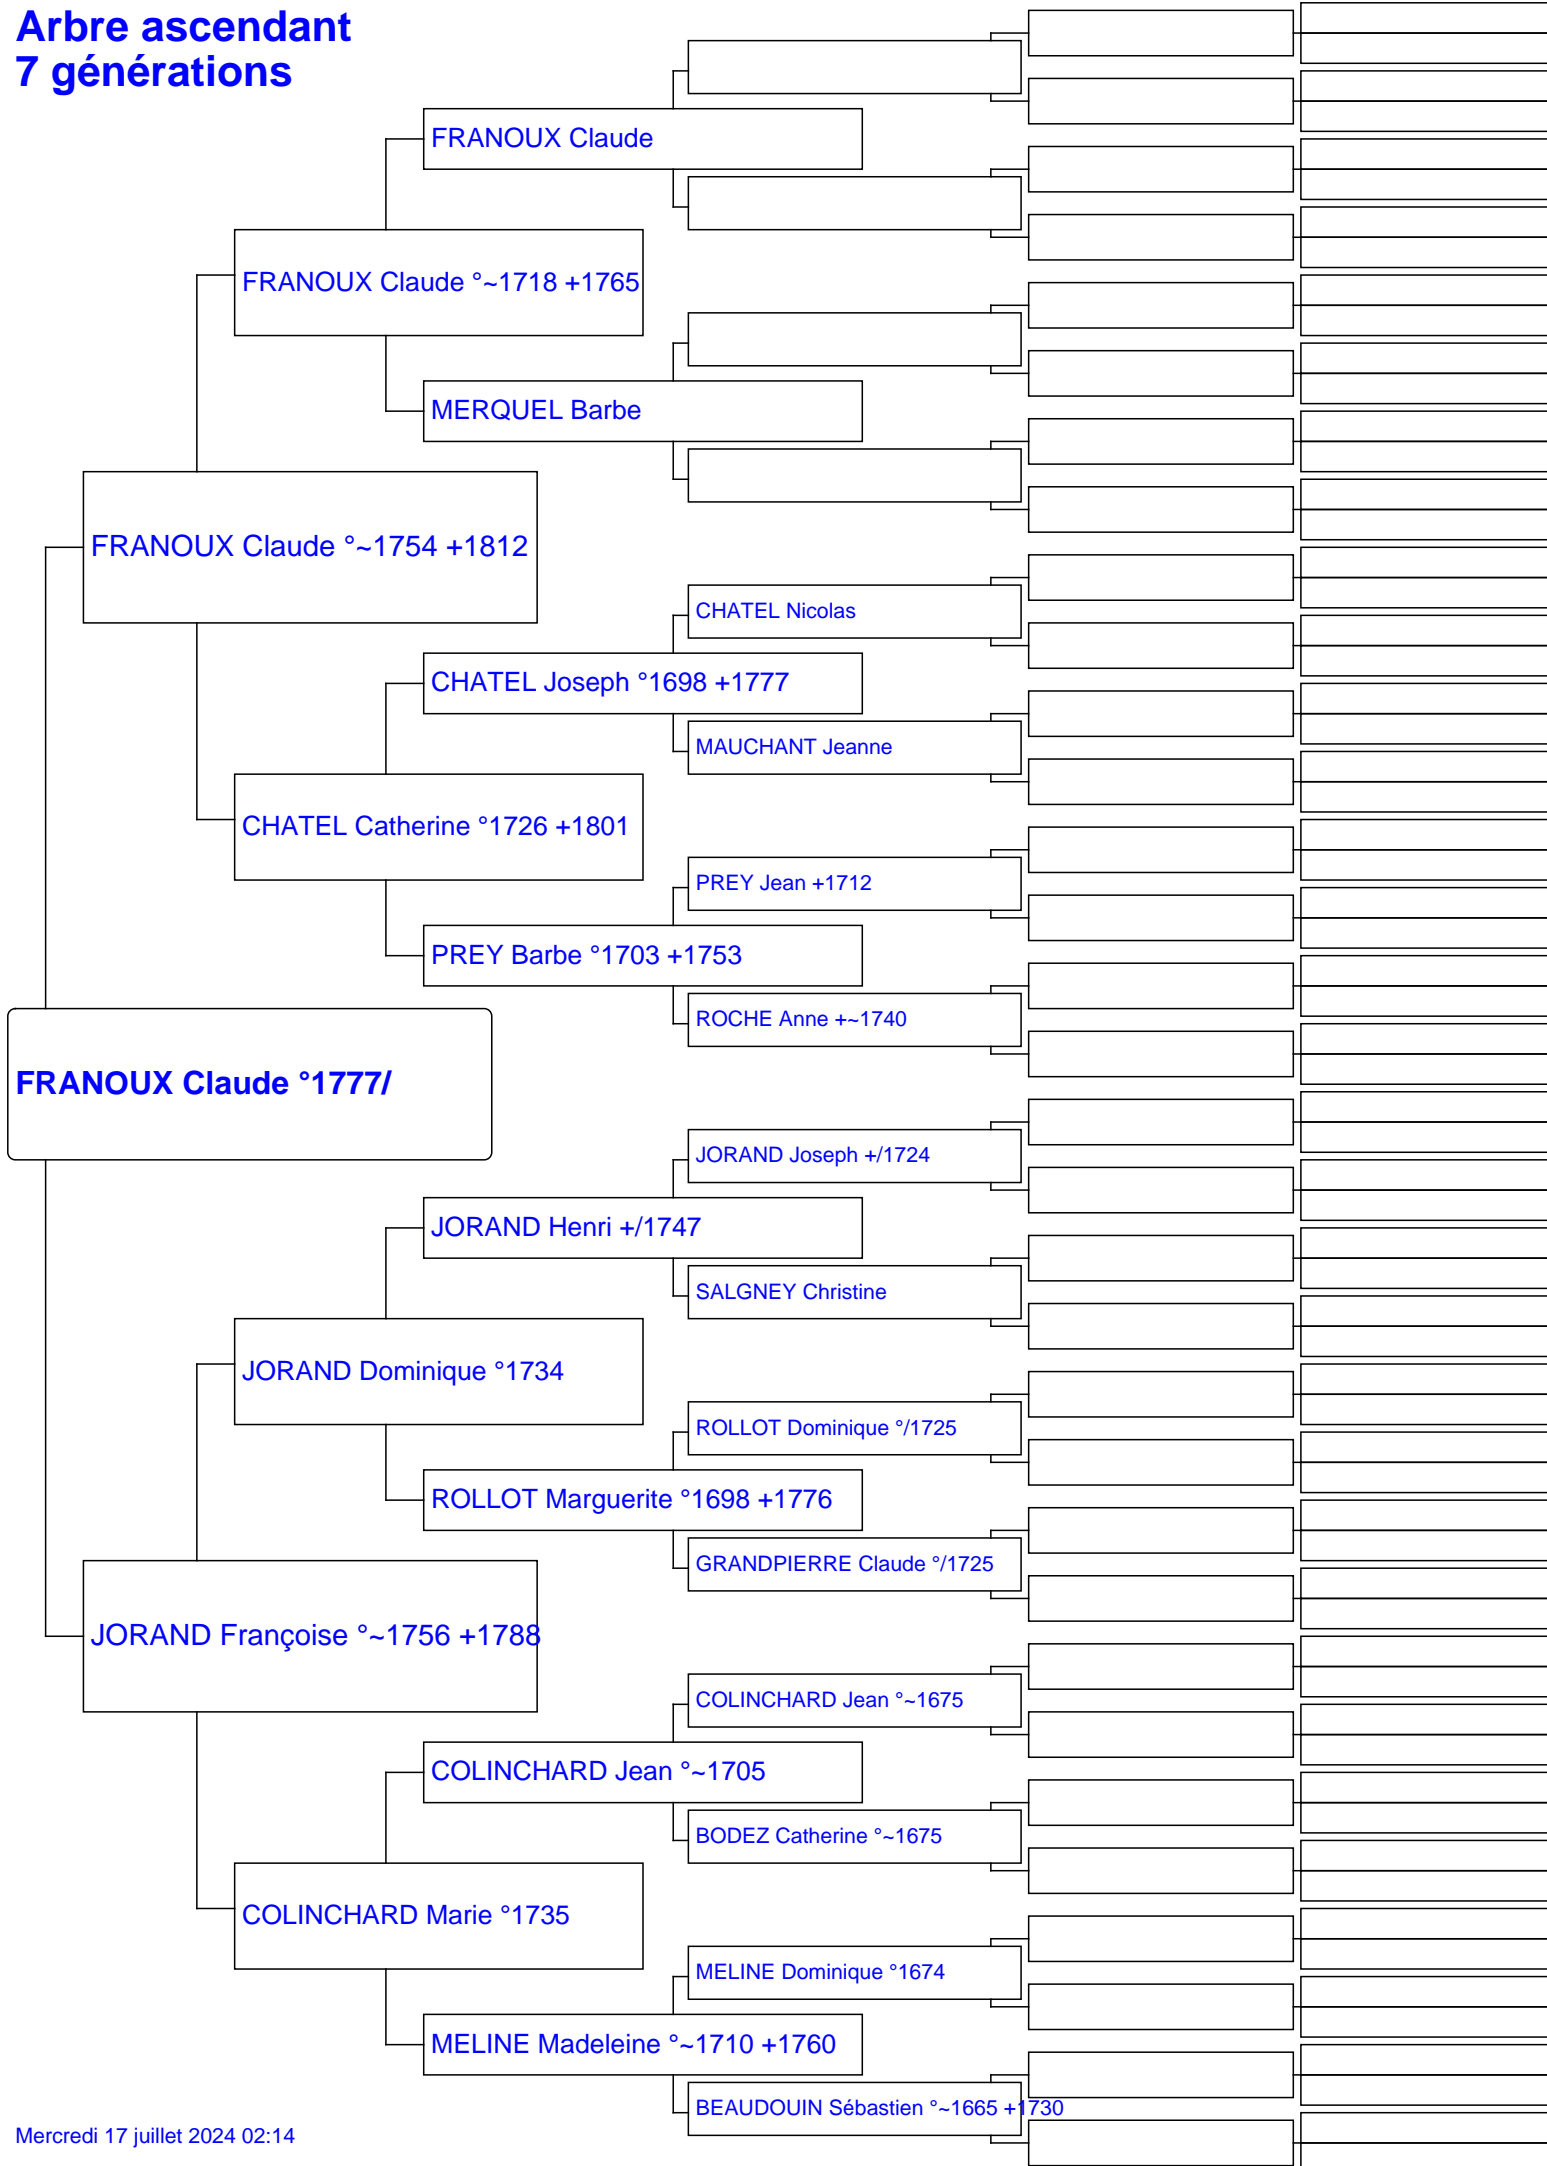 Arbre ascendant
7 générations
FRANOUX Claude
FRANOUX Claude °~1718 +1765
MERQUEL Barbe
FRANOUX Claude °~1754 +1812
CHATEL Nicolas
CHATEL Joseph °1698 +1777
MAUCHANT Jeanne
CHATEL Catherine °1726 +1801
PREY Jean +1712
PREY Barbe °1703 +1753
ROCHE Anne +~1740
FRANOUX Claude °1777/
JORAND Joseph +/1724
JORAND Henri +/1747
SALGNEY Christine
JORAND Dominique °1734
ROLLOT Dominique °/1725
ROLLOT Marguerite °1698 +1776
GRANDPIERRE Claude °/1725
JORAND Françoise °~1756 +1788
COLINCHARD Jean °~1675
COLINCHARD Jean °~1705
BODEZ Catherine °~1675
COLINCHARD Marie °1735
MELINE Dominique °1674
MELINE Madeleine °~1710 +1760
BEAUDOUIN Sébastien °~1665 +1730
Mercredi 17 juillet 2024 02:14